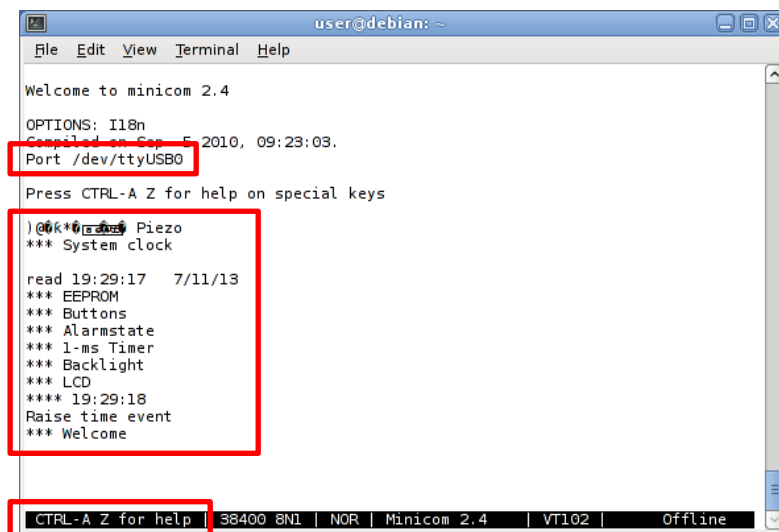 user@debian: ~
File Edit View Terminal Help
Welcome to minicom 2.4
OPTIONS: I18n
Compiled on Sep 5 2010, 09:23:03.
Port /dev/ttyUSB0
Press CTRL-A Z for help on special keys
Piezo
*** System clock
read 19:29:17 7/11/13
*** EEPROM
*** Buttons
*** Alarmstate
*** 1-ms Timer
*** Backlight
*** LCD
**** 19:29:18
Raise time event
*** Welcome
CTRL-A Z for help | 38400 8N1 | NOR | Minicom 2.4 | VT102 | Offline